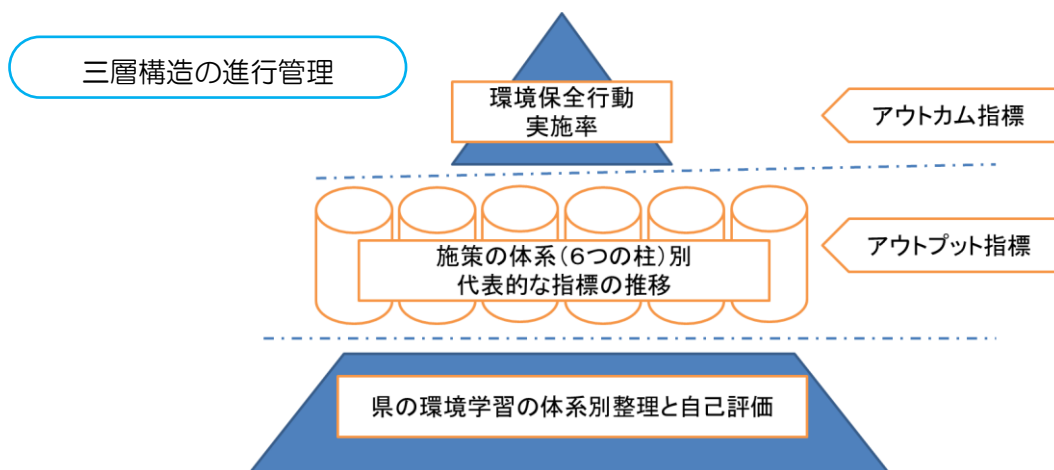 三層構造の進行管理
環境保全行動
実施率
アウトカム指標
施策の体系(6つの柱)別
代表的な指標の推移
アウトプット指標
県の環境学習の体系別整理と自己評価